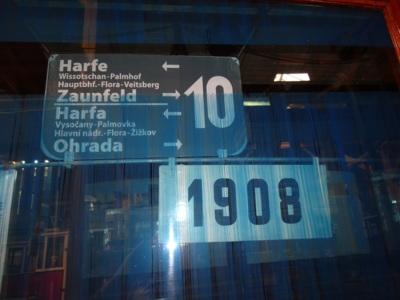 Harfe ←
Wissotschan-Palmhof
Hauptbhf.-Flora-Veitsberg
Zaunfeld →
10
Harfa ←
Vysočany-Palmovka
Hlavní nádr.-Flora-Žižkov
Ohrada →
1908